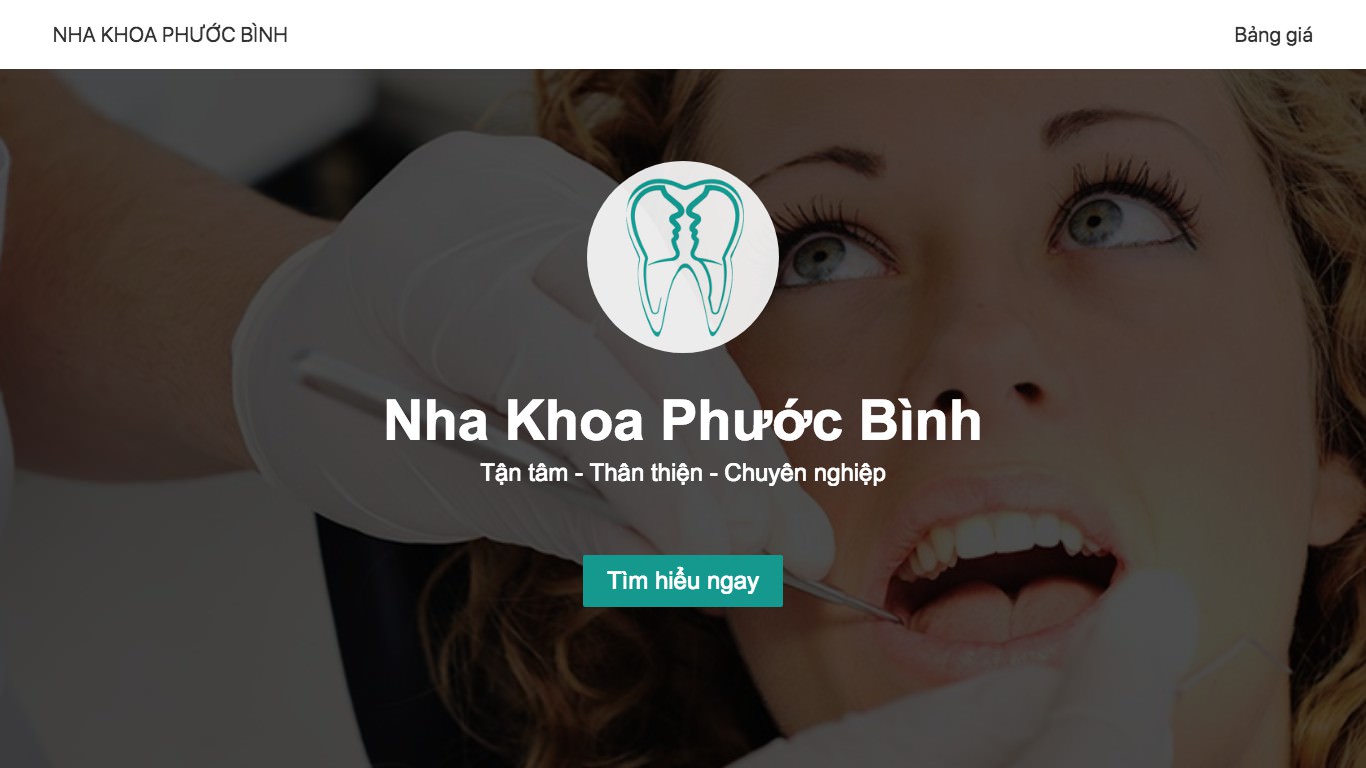 NHA KHOA PHƯỚC BÌNH
Bảng giá
Nha Khoa Phước Bình
Tận tâm - Thân thiện - Chuyên nghiệp
Tìm hiểu ngay